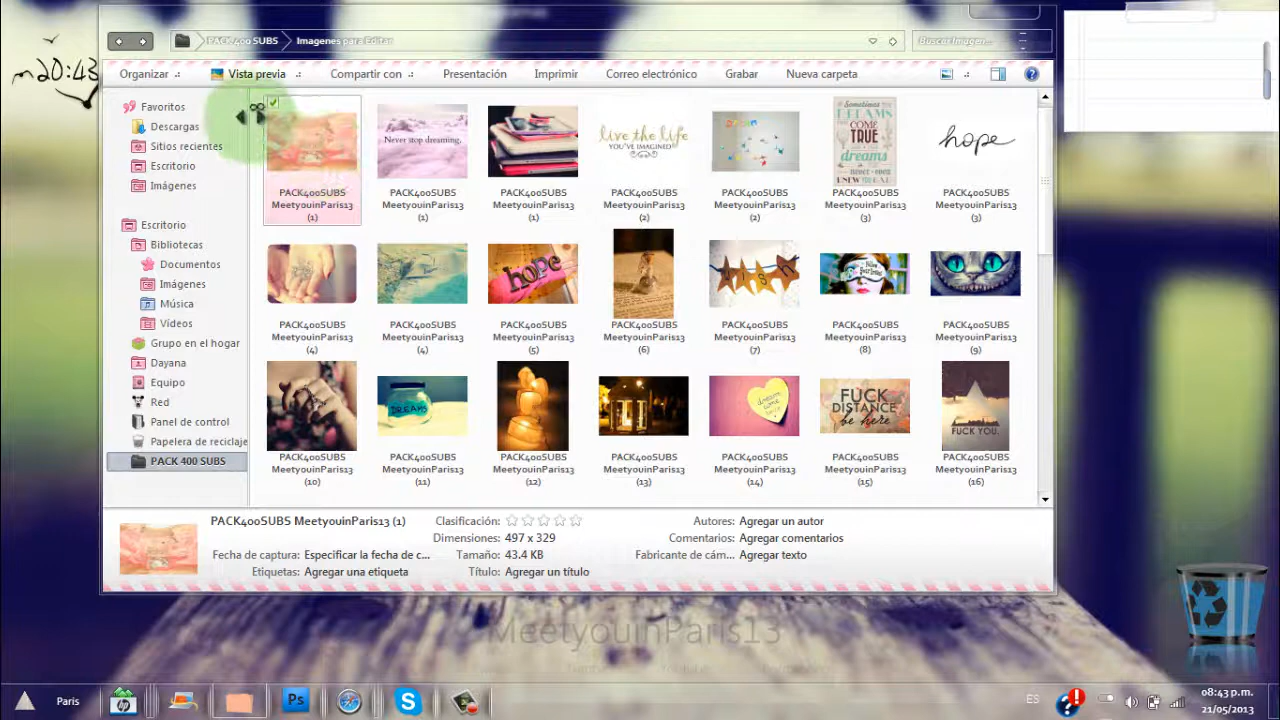 20:43
PACK400 SUBS
Imagenes para Editar
Buscar Imagen...
Organizar
Vista previa
Compartir con
Presentación
Imprimir
Correo electrónico
Grabar
Nueva carpeta
Favoritos
Descargas
Sitios recientes
Escritorio
Imágenes
Escritorio
Bibliotecas
Documentos
Imágenes
Música
Vídeos
Grupo en el hogar
Dayana
Equipo
Red
Panel de control
Papelera de reciclaje
PACK 400 SUBS
Never stop dreaming.
live the life
YOU'VE IMAGINED
Sometimes
DREAMS
COME
TRUE
dreams
hope
PACK400SUBS
MeetyouinParis13
(1)
PACK400SUBS
MeetyouinParis13
(1)
PACK400SUBS
MeetyouinParis13
(1)
PACK400SUBS
MeetyouinParis13
(2)
PACK400SUBS
MeetyouinParis13
(2)
PACK400SUBS
MeetyouinParis13
(3)
PACK400SUBS
MeetyouinParis13
(3)
hope
PACK400SUBS
MeetyouinParis13
(4)
PACK400SUBS
MeetyouinParis13
(4)
PACK400SUBS
MeetyouinParis13
(5)
PACK400SUBS
MeetyouinParis13
(6)
PACK400SUBS
MeetyouinParis13
(7)
PACK400SUBS
MeetyouinParis13
(8)
PACK400SUBS
MeetyouinParis13
(9)
DREAMS
FUCK
DISTANCE
be here
FUCK YOU.
PACK400SUBS
MeetyouinParis13
(10)
PACK400SUBS
MeetyouinParis13
(11)
PACK400SUBS
MeetyouinParis13
(12)
PACK400SUBS
MeetyouinParis13
(13)
PACK400SUBS
MeetyouinParis13
(14)
PACK400SUBS
MeetyouinParis13
(15)
PACK400SUBS
MeetyouinParis13
(16)
PACK400SUBS MeetyouinParis13 (1)
Fecha de captura: Especificar la fecha de c...
Etiquetas: Agregar una etiqueta
Clasificación:
Dimensiones: 497 x 329
Tamaño: 43.4 KB
Título: Agregar un título
Autores: Agregar un autor
Comentarios: Agregar comentarios
Fabricante de cám... Agregar texto
MeetyouinParis13
Paris
hp
Ps
ES
08:43 p.m.
21/05/2013